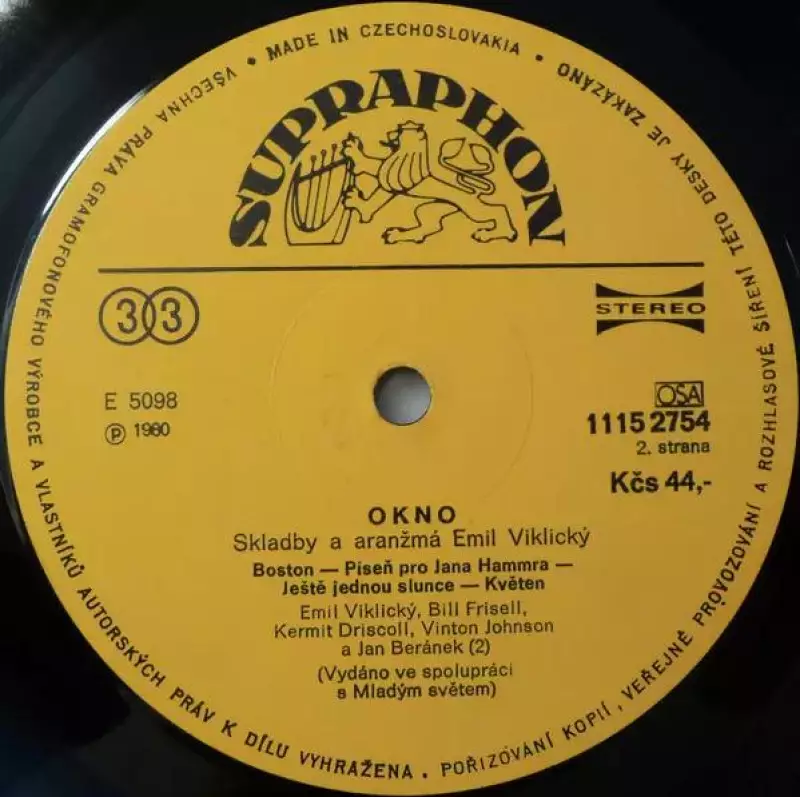 VŠECHNA PRÁVA GRAMOFONOVÉHO VÝROBCE A VLASTNÍKŮ AUTORSKÝCH PRÁV K DÍLU VYHRAŽENA. POŘIZOVÁNÍ KOPIÍ, VEŘEJNÉ PROVOZOVÁNÍ A ROZHLASOVÉ ŠÍŘENÍ TÉTO DESKY JE ZAKÁZÁNO • MADE IN CZECHOSLOVAKIA •
SUPRAPHON
33
STEREO
E 5098
℗ 1980
OSA
1115 2754
2. strana
Kčs 44,-
OKNO
Skladby a aranžmá Emil Viklický
Boston — Píseň pro Jana Hammra —
Ještě jednou slunce — Květen
Emil Viklický, Bill Frisell,
Kermit Driscoll, Vinton Johnson
a Jan Beránek (2)
(Vydáno ve spolupráci
s Mladým světem)